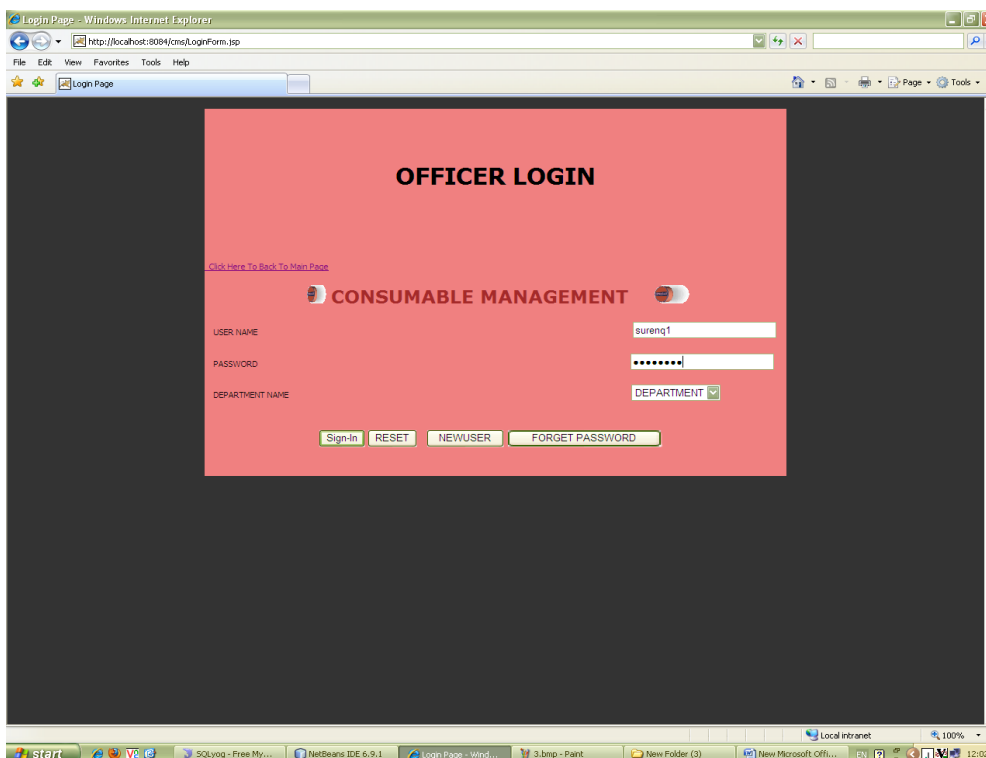 Login Page - Windows Internet Explorer
http://localhost:8084/cms/LoginForm.jsp
File Edit View Favorites Tools Help
Login Page
Page Tools
OFFICER LOGIN
Click Here To Back To Main Page
CONSUMABLE MANAGEMENT
USER NAME surenq1
PASSWORD ••••••••
DEPARTMENT NAME DEPARTMENT
Sign-In RESET NEWUSER FORGET PASSWORD
Local intranet 100%
start SQLyog - Free My... NetBeans IDE 6.9.1 Login Page - Wind... 3.bmp - Paint New Folder (3) New Microsoft Offi... EN 12:02